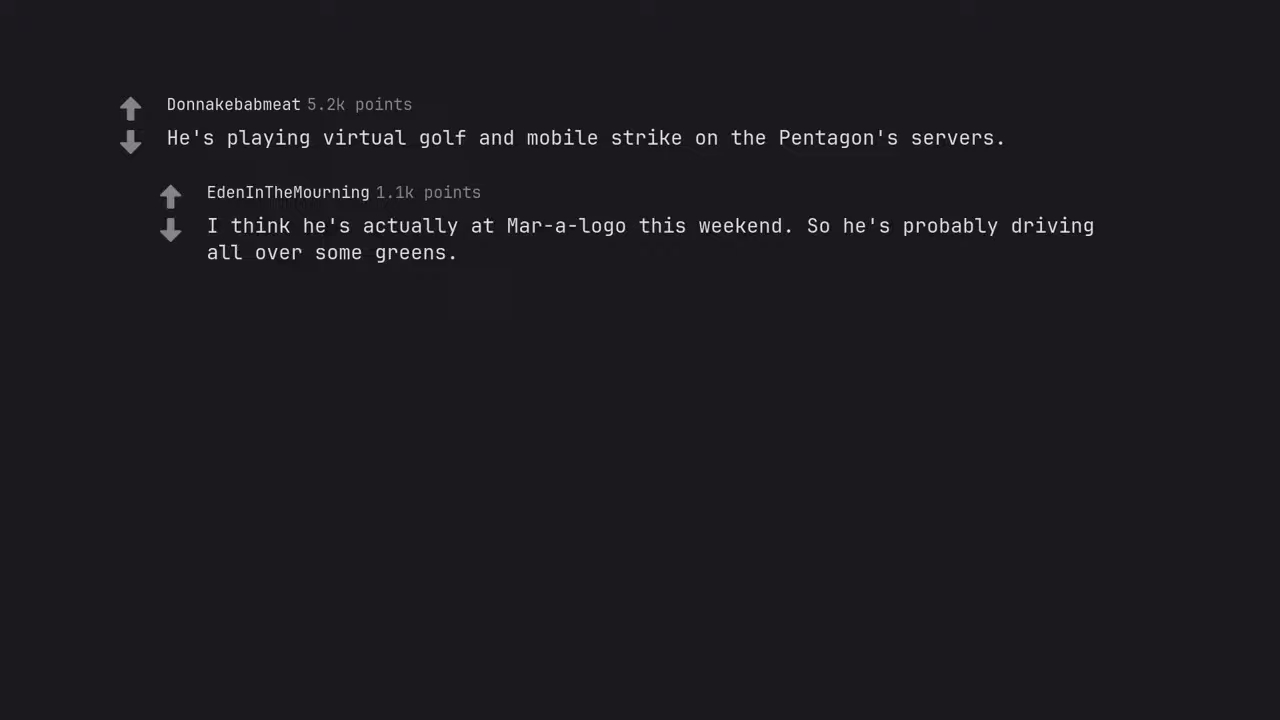 Donnakebabmeat 5.2k points
He's playing virtual golf and mobile strike on the Pentagon's servers.
EdenInTheMourning 1.1k points
I think he's actually at Mar-a-logo this weekend. So he's probably driving
all over some greens.